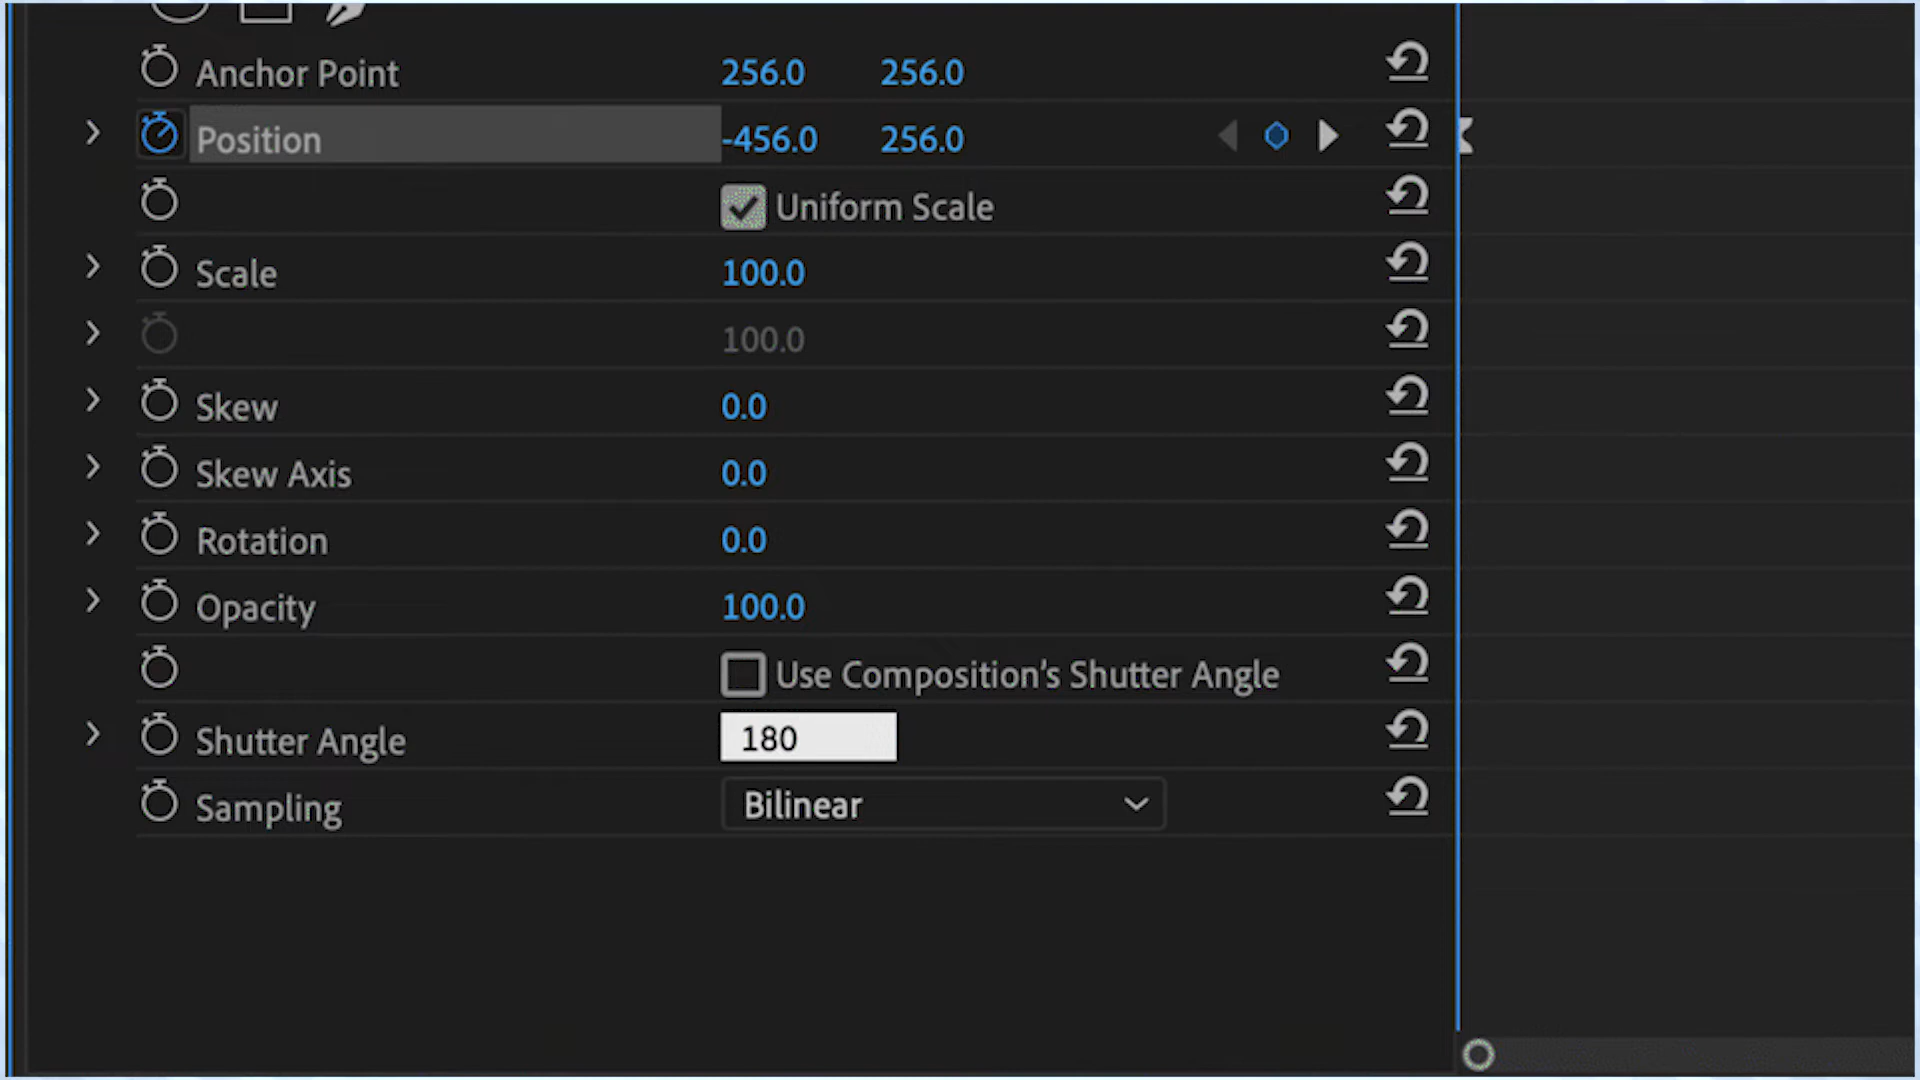 Anchor Point 256.0 256.0
Position -456.0 256.0
Uniform Scale
Scale 100.0
100.0
Skew 0.0
Skew Axis 0.0
Rotation 0.0
Opacity 100.0
Use Composition's Shutter Angle
Shutter Angle 180
Sampling Bilinear